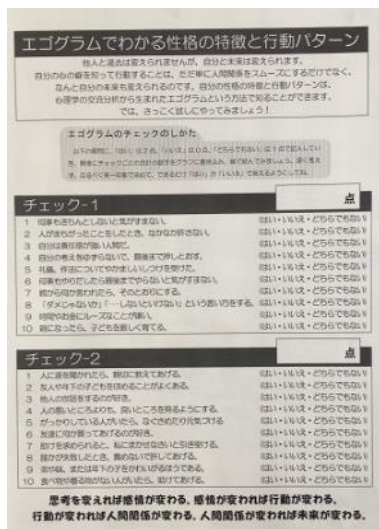 エゴグラムでわかる性格の特徴と行動パターン
他人と過去は変えられませんが、自分と未来は変えられます。
自分の心の癖を知って行動することは、ただ単に人間関係をスムーズにするだけでなく、
なんと自分の未来も変えられるのです。自分の性格の特徴と行動パターンは、
心理学の交流分析から生まれたエゴグラムという方法で知ることができます。
では、さっこく試しにやってみましょう！
エゴグラムのチェックのしかた
以下の質問に、「はい」は2点、「いいえ」は0点、「どちらでもない」は1点で記入してい
チェック-1
点
1 何事もきちんとしないと気がすまない。 はい・いいえ・どちらでもない
2 人がまちがったことをしたとき、なかなか許さない。 はい・いいえ・どちらでもない
3 自分は責任感が強い人間だ。 はい・いいえ・どちらでもない
4 自分の考えをゆずらないで、最後まで押しとおす。 はい・いいえ・どちらでもない
5 礼儀、作法についてやかましいしつけを受けた。 はい・いいえ・どちらでもない
6 何事もやりだしたら最後までやらないと気がすまない。 はい・いいえ・どちらでもない
7 親から何か言われたら、そのとおりにする。 はい・いいえ・どちらでもない
8 「ダメじゃないか」「…しないといけない」という言い方をする。 はい・いいえ・どちらでもない
9 時間やお金にルーズなことが嫌い。 はい・いいえ・どちらでもない
10 親になったら、子どもを厳しく育てる。 はい・いいえ・どちらでもない
チェック-2
点
1 人に道を聞かれたら、親切に教えてあげる。 はい・いいえ・どちらでもない
2 友人や年下の子どもをほめることがよくある。 はい・いいえ・どちらでもない
3 他人の世話をするのが好き。 はい・いいえ・どちらでもない
4 人の悪いところよりも、良いところを見るようにする。 はい・いいえ・どちらでもない
5 がっかりしている人がいたら、なぐさめたり元気づける はい・いいえ・どちらでもない
6 友達に何か買ってあげるのが好き。 はい・いいえ・どちらでもない
7 助けを求められると、私にまかせなさいと引き受ける。 はい・いいえ・どちらでもない
8 誰かが失敗したとき、責めないで許してあげる。 はい・いいえ・どちらでもない
9 弟や妹、または年下の子をかわいがるほうである。 はい・いいえ・どちらでもない
10 食べ物や着る物がない人がいたら、助けてあげる。 はい・いいえ・どちらでもない
思考を変えれば感情が変わる、感情が変われば行動が変わる、
行動が変われば人間関係が変わる、人間関係が変われば未来が変わる。